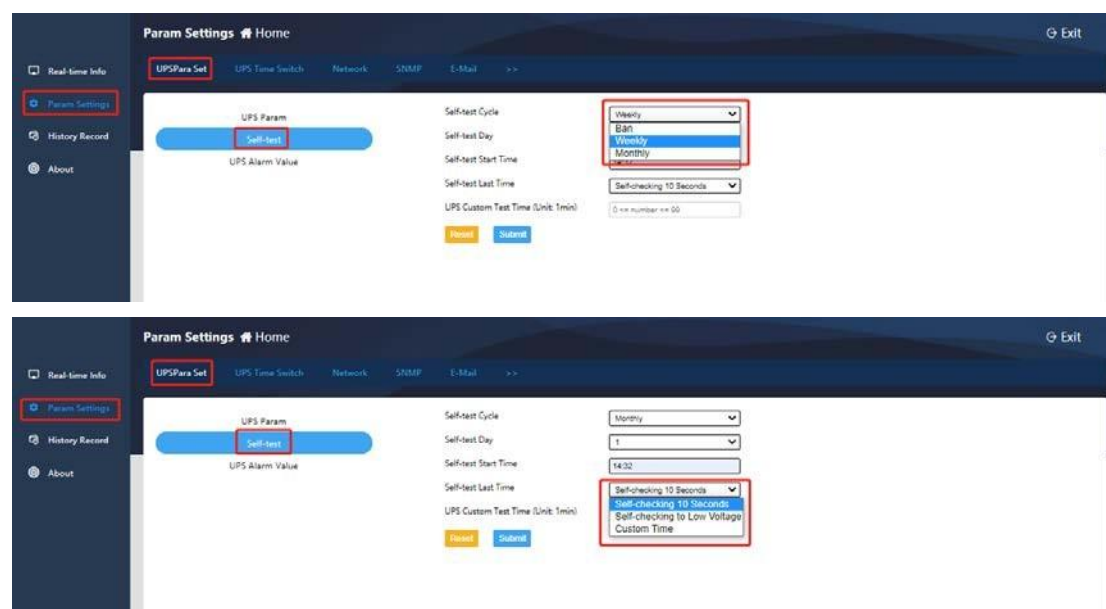 Param Settings Home
Exit
Real-time Info
UPSPara Set UPS Time Switch Network SNMP E-Mail >>
Param Settings
History Record
About
UPS Param
Self-test
UPS Alarm Value
Self-test Cycle Weekly
Ban
Weekly
Monthly
Self-test Day
Self-test Start Time
Self-test Last Time Self-checking 10 Seconds
UPS Custom Test Time (Unit: 1min) 0 <= number <= 99
Reset Submit
Param Settings Home
Exit
Real-time Info
UPSPara Set UPS Time Switch Network SNMP E-Mail >>
Param Settings
History Record
About
UPS Param
Self-test
UPS Alarm Value
Self-test Cycle Monthly
Self-test Day 1
Self-test Start Time 14:32
Self-test Last Time Self-checking 10 Seconds
Self-checking 10 Seconds
Self-checking to Low Voltage
Custom Time
UPS Custom Test Time (Unit: 1min)
Reset Submit